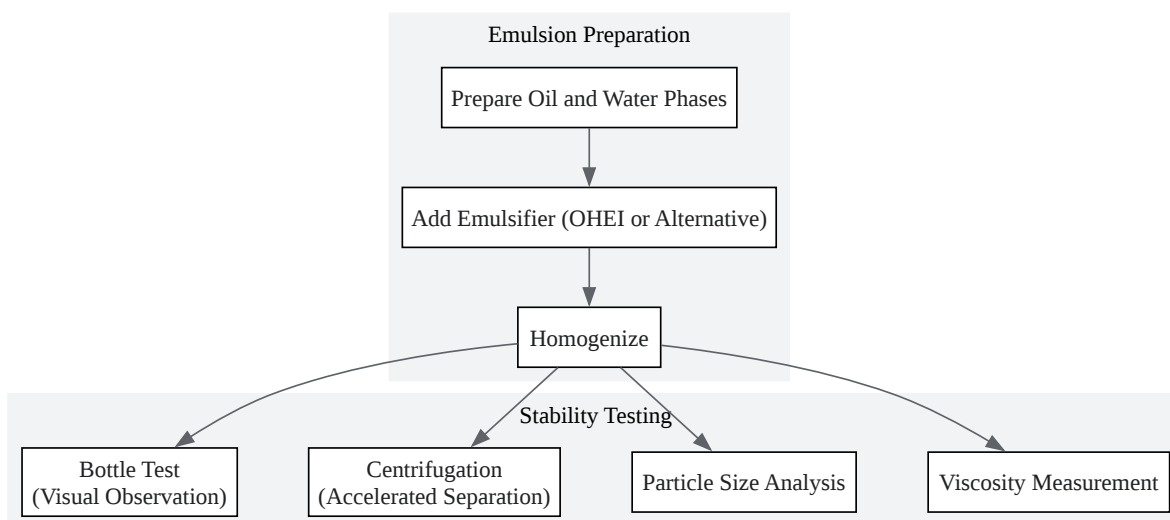 Emulsion Preparation
Prepare Oil and Water Phases
Add Emulsifier (OHEI or Alternative)
Homogenize
Stability Testing
Bottle Test
(Visual Observation)
Centrifugation
(Accelerated Separation)
Particle Size Analysis
Viscosity Measurement